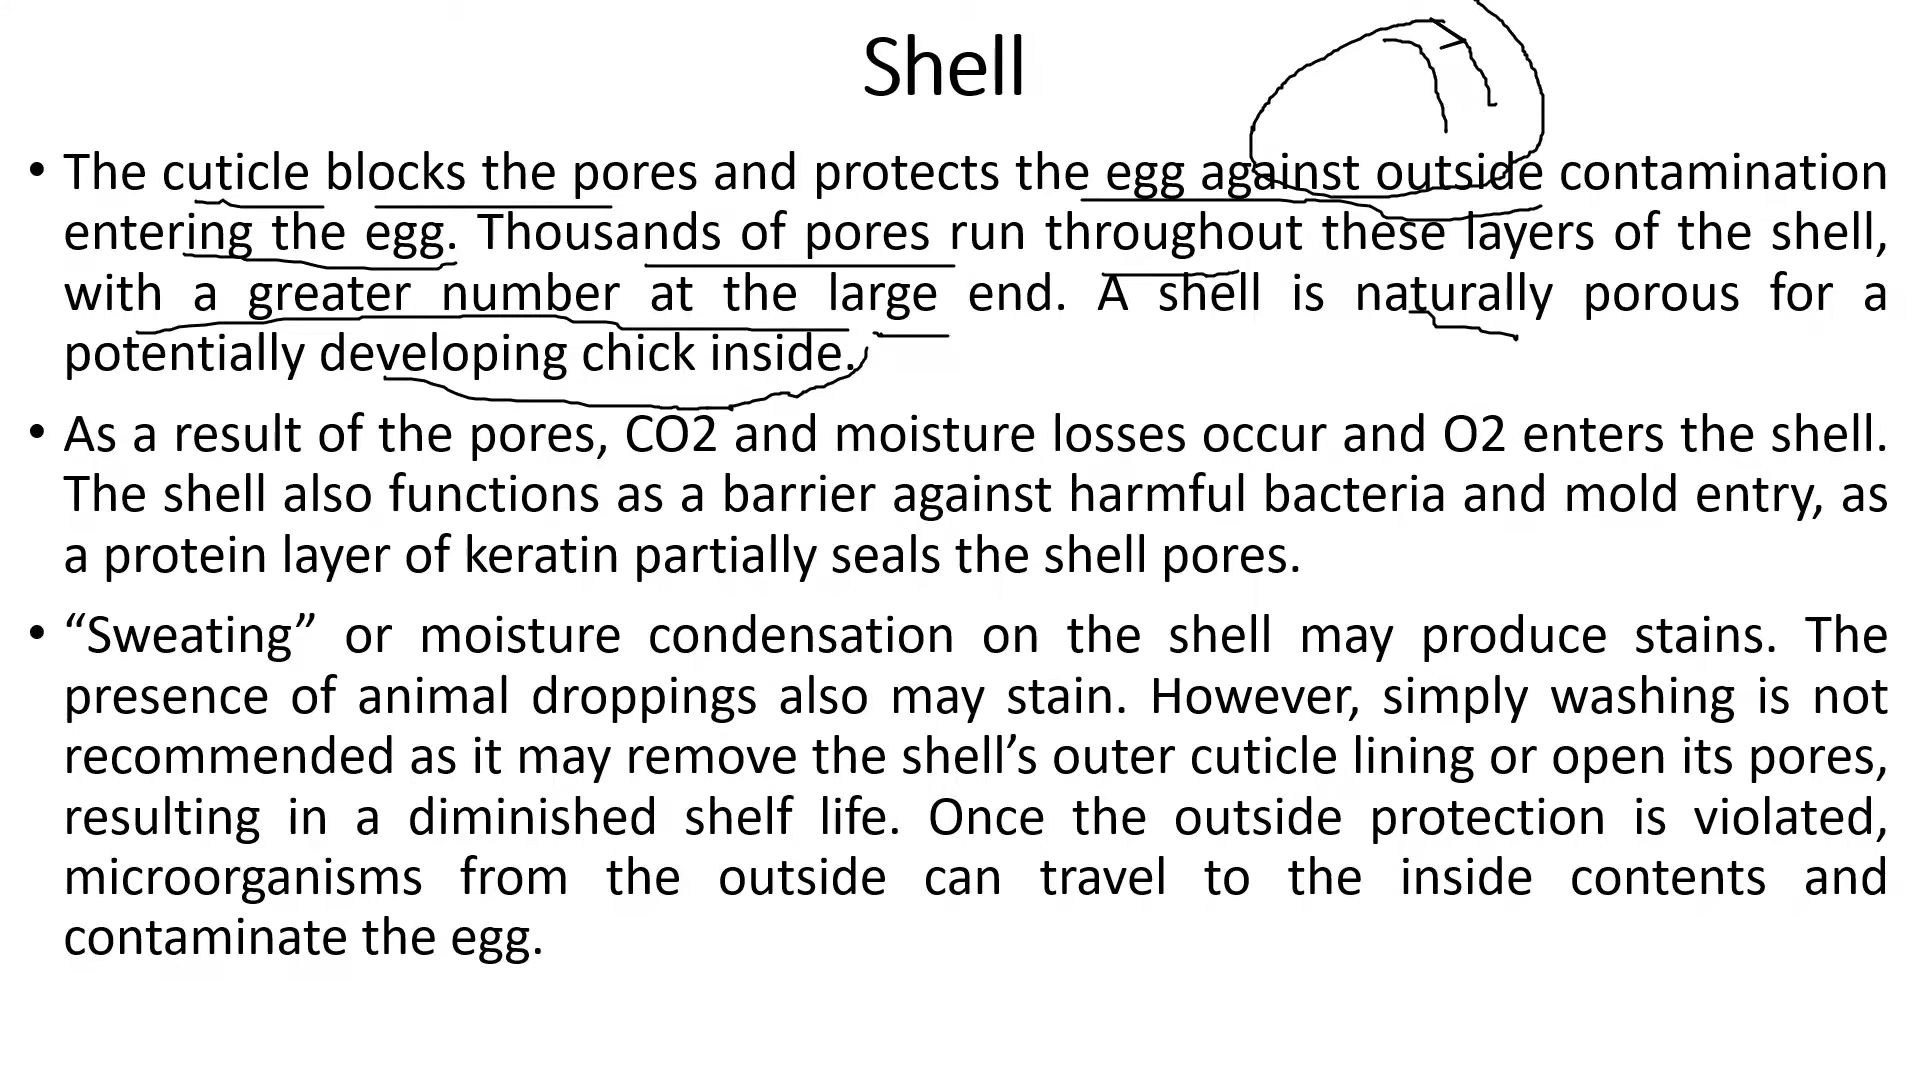 Shell
• The cuticle blocks the pores and protects the egg against outside contamination
entering the egg. Thousands of pores run throughout these layers of the shell,
with a greater number at the large end. A shell is naturally porous for a
potentially developing chick inside.
• As a result of the pores, CO2 and moisture losses occur and O2 enters the shell.
The shell also functions as a barrier against harmful bacteria and mold entry, as
a protein layer of keratin partially seals the shell pores.
• “Sweating” or moisture condensation on the shell may produce stains. The
presence of animal droppings also may stain. However, simply washing is not
recommended as it may remove the shell’s outer cuticle lining or open its pores,
resulting in a diminished shelf life. Once the outside protection is violated,
microorganisms from the outside can travel to the inside contents and
contaminate the egg.